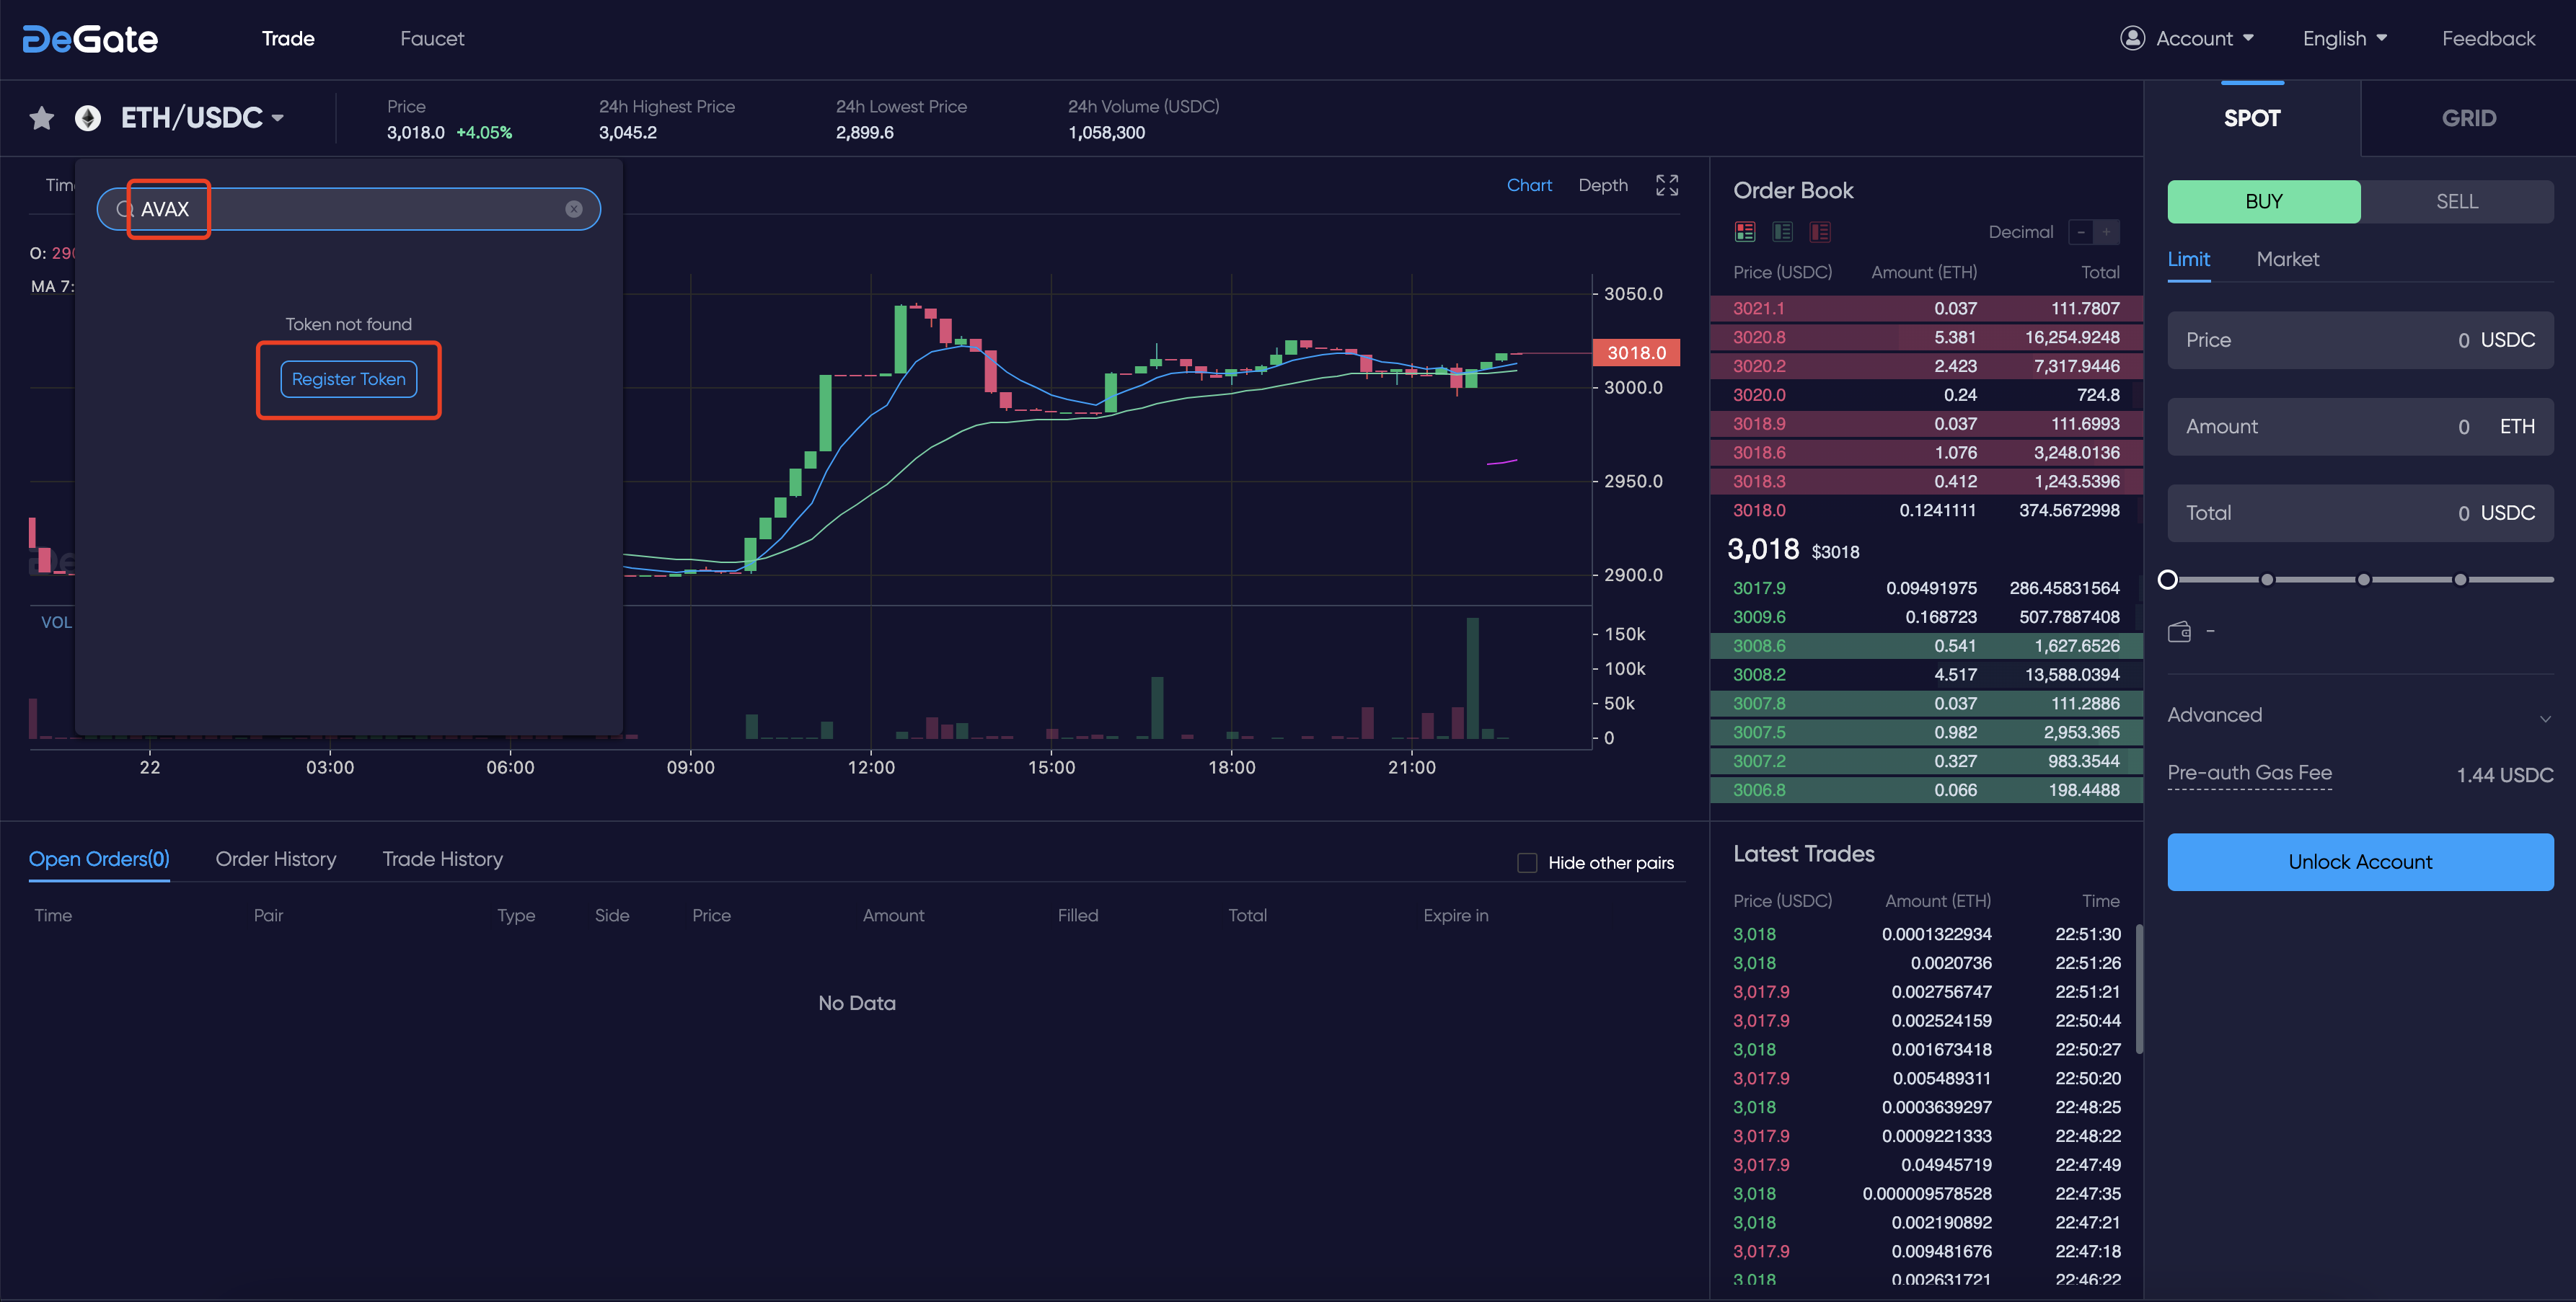 DeGate Trade Faucet Account English Feedback
ETH/USDC
Price 24h Highest Price 24h Lowest Price 24h Volume (USDC)
3,018.0 +4.05% 3,045.2 2,899.6 1,058,300
SPOT GRID
AVAX
Token not found
Register Token
Chart Depth
O:
MA 7:
3050.0
3018.0
3000.0
2950.0
2900.0
VOL
150k
100k
50k
0
22 03:00 06:00 09:00 12:00 15:00 18:00 21:00
Order Book
Decimal - +
Price (USDC) Amount (ETH) Total
3021.1 0.037 111.7807
3020.8 5.381 16,254.9248
3020.2 2.423 7,317.9446
3020.0 0.24 724.8
3018.9 0.037 111.6993
3018.6 1.076 3,248.0136
3018.3 0.412 1,243.5396
3018.0 0.1241111 374.5672998
3,018 $3018
3017.9 0.09491975 286.45831564
3009.6 0.168723 507.7887408
3008.6 0.541 1,627.6526
3008.2 4.517 13,588.0394
3007.8 0.037 111.2886
3007.5 0.982 2,953.365
3007.2 0.327 983.3544
3006.8 0.066 198.4488
BUY SELL
Limit Market
Price 0 USDC
Amount 0 ETH
Total 0 USDC
-
Advanced
Pre-auth Gas Fee 1.44 USDC
Unlock Account
Open Orders(0) Order History Trade History Hide other pairs
Time Pair Type Side Price Amount Filled Total Expire in
No Data
Latest Trades
Price (USDC) Amount (ETH) Time
3,018 0.0001322934 22:51:30
3,018 0.0020736 22:51:26
3,017.9 0.002756747 22:51:21
3,017.9 0.002524159 22:50:44
3,018 0.001673418 22:50:27
3,017.9 0.005489311 22:50:20
3,018 0.0003639297 22:48:25
3,017.9 0.0009221333 22:48:22
3,017.9 0.04945719 22:47:49
3,018 0.000009578528 22:47:35
3,018 0.002190892 22:47:21
3,017.9 0.009481676 22:47:18
3,018 0.002631721 22:46:22